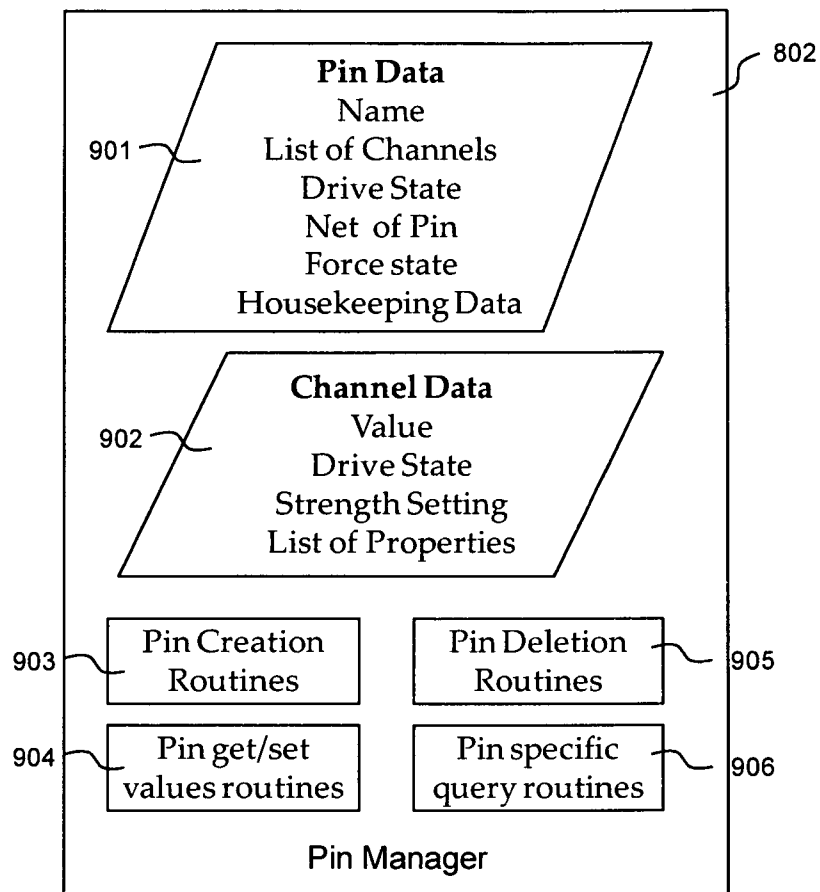 802
Pin Data
Name
List of Channels
Drive State
Net of Pin
Force state
Housekeeping Data
901
Channel Data
Value
Drive State
Strength Setting
List of Properties
902
903
Pin Creation
Routines
Pin Deletion
Routines
905
904
Pin get/set
values routines
Pin specific
query routines
906
Pin Manager